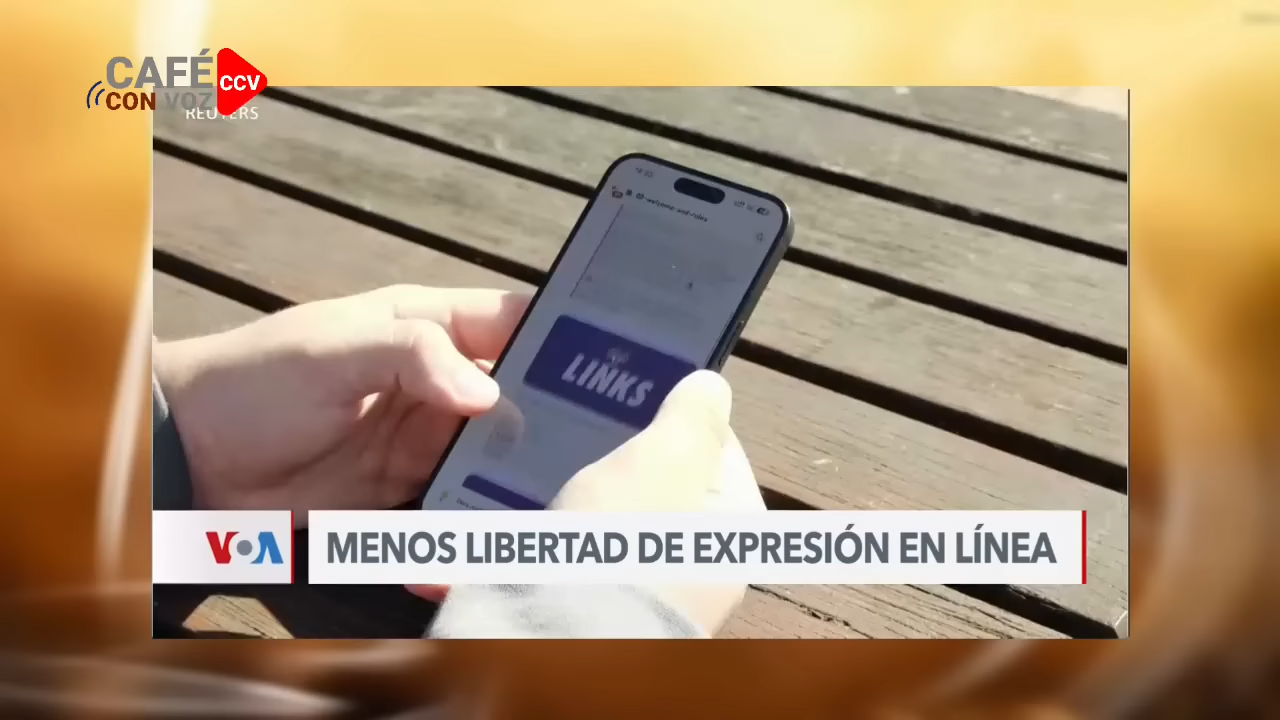 CAFÉ
CON VOZ
CCV
REUTERS
LINKS
VOA
MENOS LIBERTAD DE EXPRESIÓN EN LÍNEA